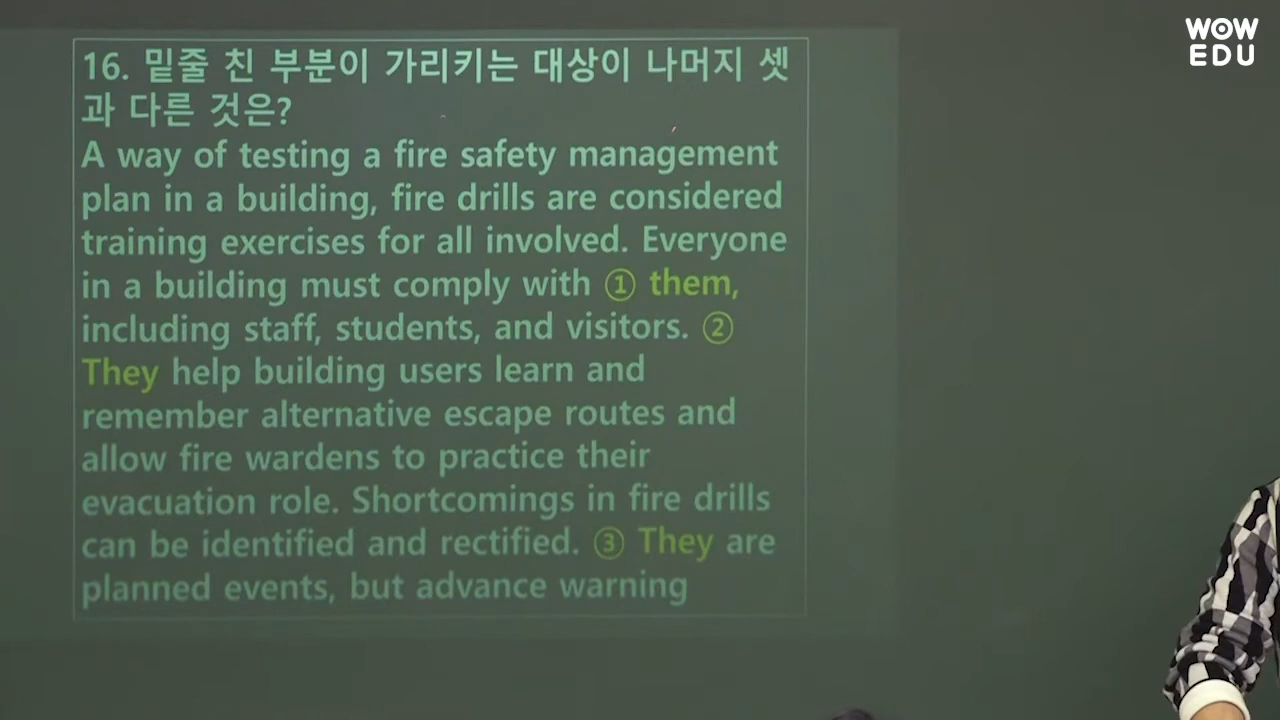 WOW
EDU
16. 밑줄 친 부분이 가리키는 대상이 나머지 셋
과 다른 것은?
A way of testing a fire safety management
plan in a building, fire drills are considered
training exercises for all involved. Everyone
in a building must comply with ① them,
including staff, students, and visitors. ②
They help building users learn and
remember alternative escape routes and
allow fire wardens to practice their
evacuation role. Shortcomings in fire drills
can be identified and rectified. ③ They are
planned events, but advance warning